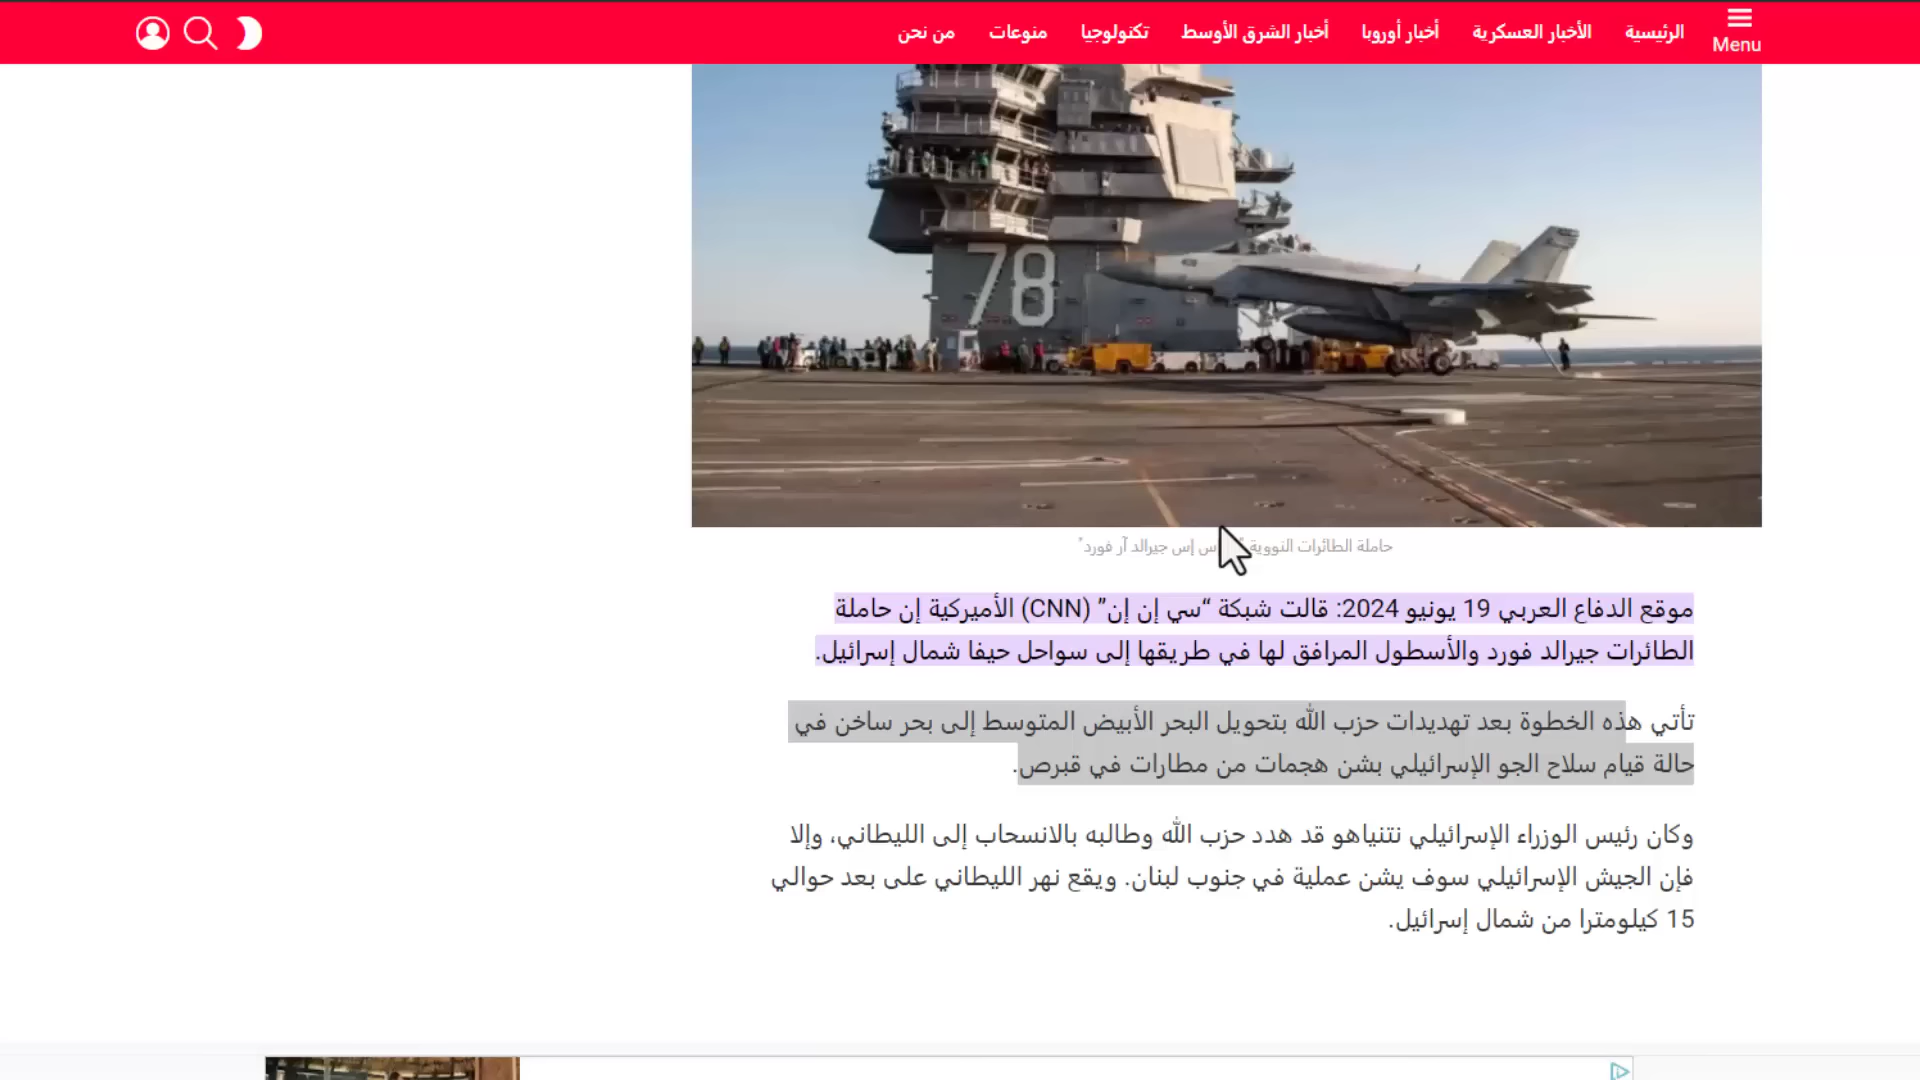 Menu
الرئيسية
الأخبار العسكرية
أخبار أوروبا
أخبار الشرق الأوسط
تكنولوجيا
منوعات
من نحن
78
حاملة الطائرات النووية " س إس جيرالد آر فورد"
موقع الدفاع العربي 19 يونيو 2024: قالت شبكة “سي إن إن” (CNN) الأميركية إن حاملة
الطائرات جيرالد فورد والأسطول المرافق لها في طريقها إلى سواحل حيفا شمال إسرائيل.
تأتي هذه الخطوة بعد تهديدات حزب الله بتحويل البحر الأبيض المتوسط إلى بحر ساخن في
حالة قيام سلاح الجو الإسرائيلي بشن هجمات من مطارات في قبرص.
وكان رئيس الوزراء الإسرائيلي نتنياهو قد هدد حزب الله وطالبه بالانسحاب إلى الليطاني، وإلا
فإن الجيش الإسرائيلي سوف يشن عملية في جنوب لبنان. ويقع نهر الليطاني على بعد حوالي
15 كيلومترا من شمال إسرائيل.